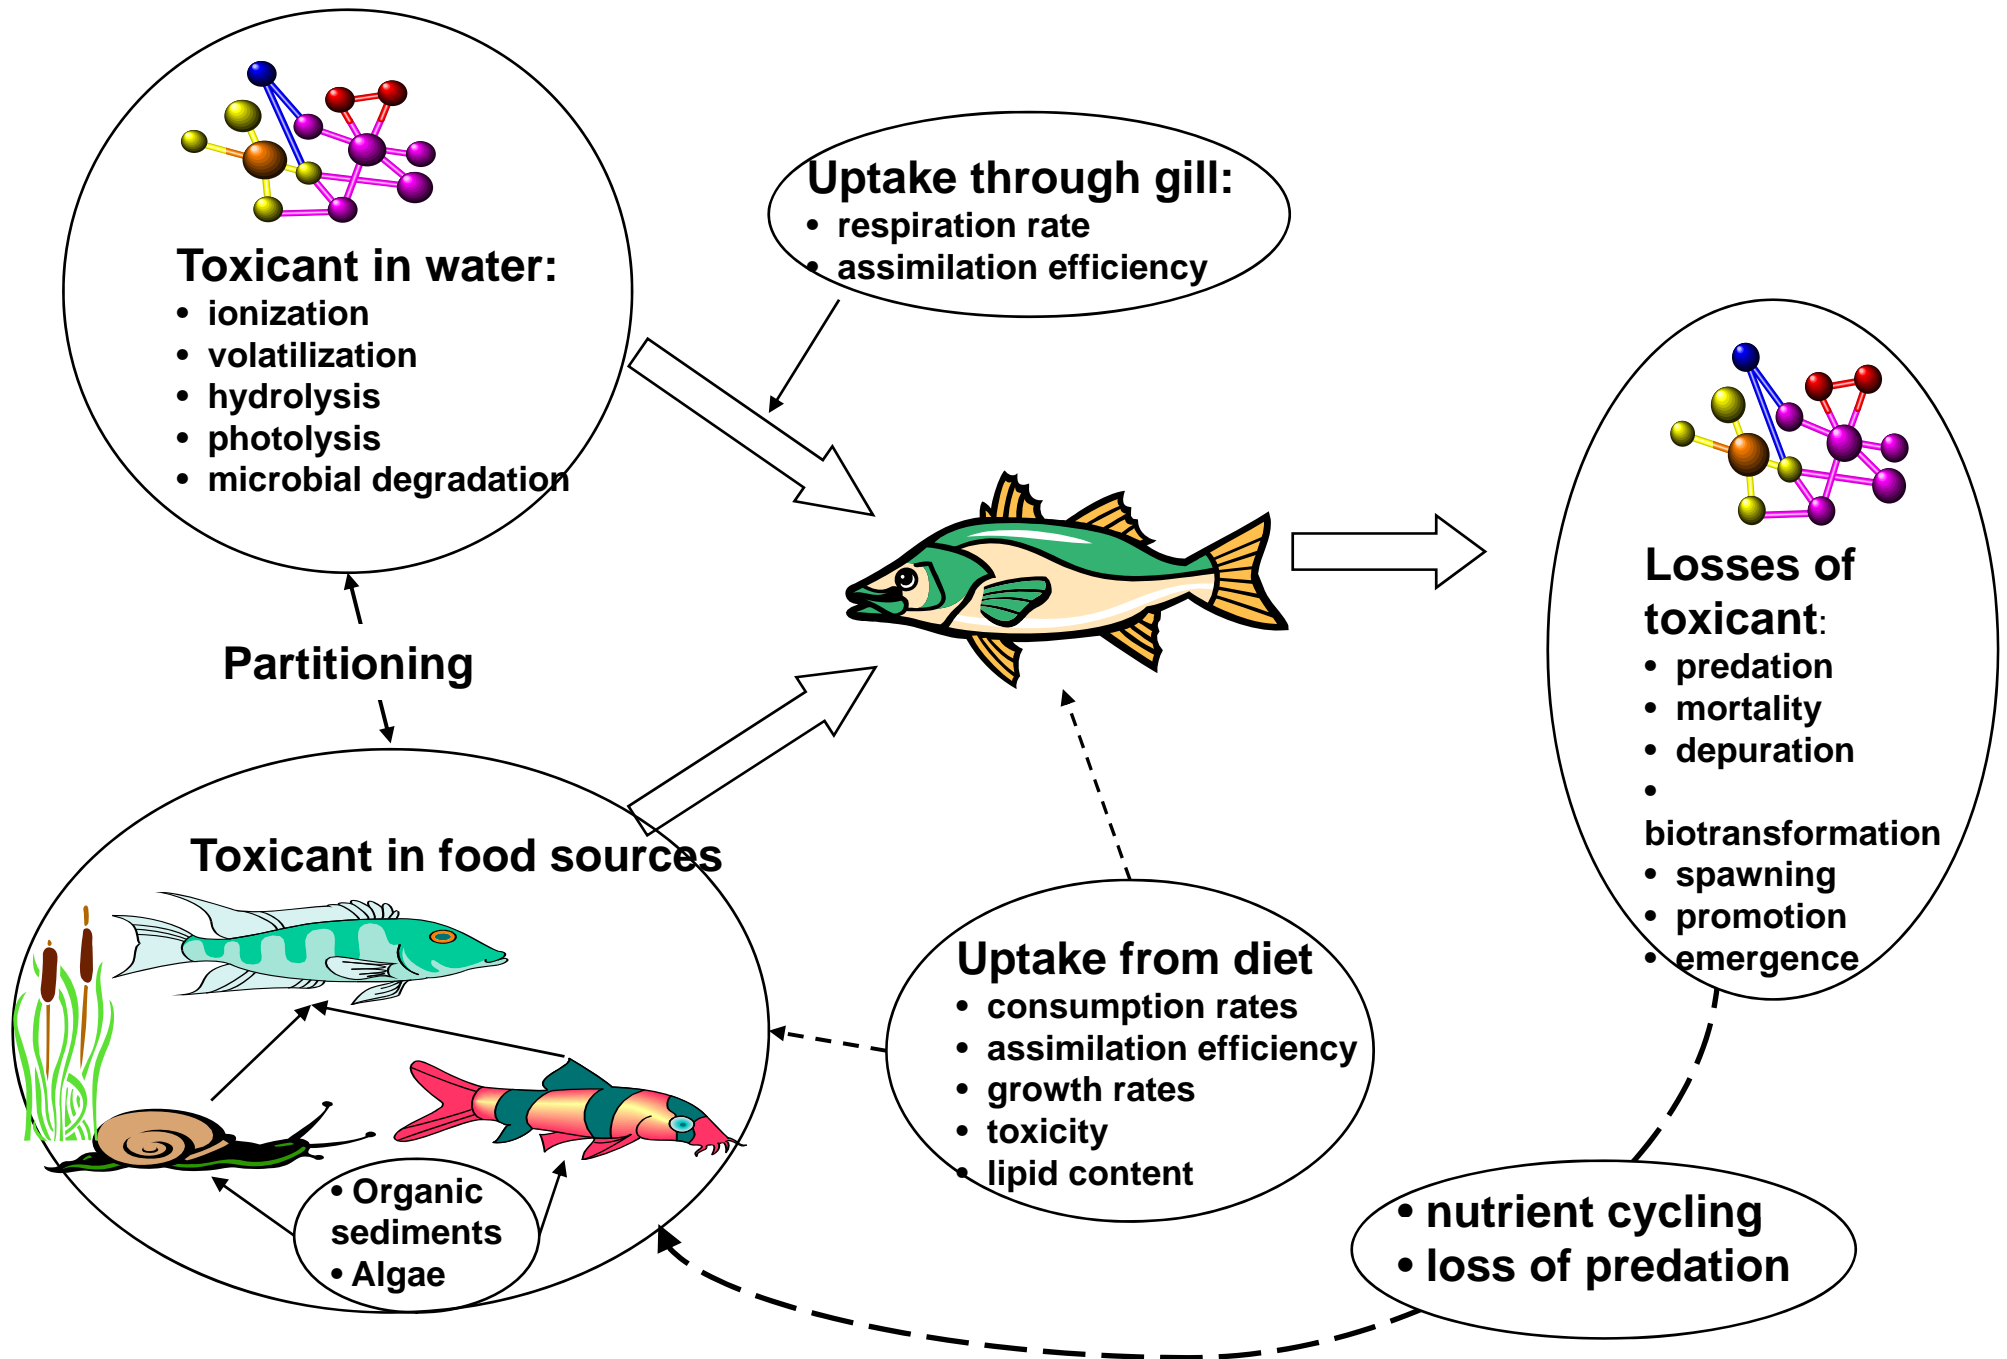 Toxicant in water:
• ionization
• volatilization
• hydrolysis
• photolysis
• microbial degradation
Uptake through gill:
• respiration rate
• assimilation efficiency
Losses of
toxicant:
• predation
• mortality
• depuration
•
biotransformation
• spawning
• promotion
• emergence
Partitioning
Toxicant in food sources
• Organic
sediments
• Algae
Uptake from diet
• consumption rates
• assimilation efficiency
• growth rates
• toxicity
• lipid content
• nutrient cycling
• loss of predation